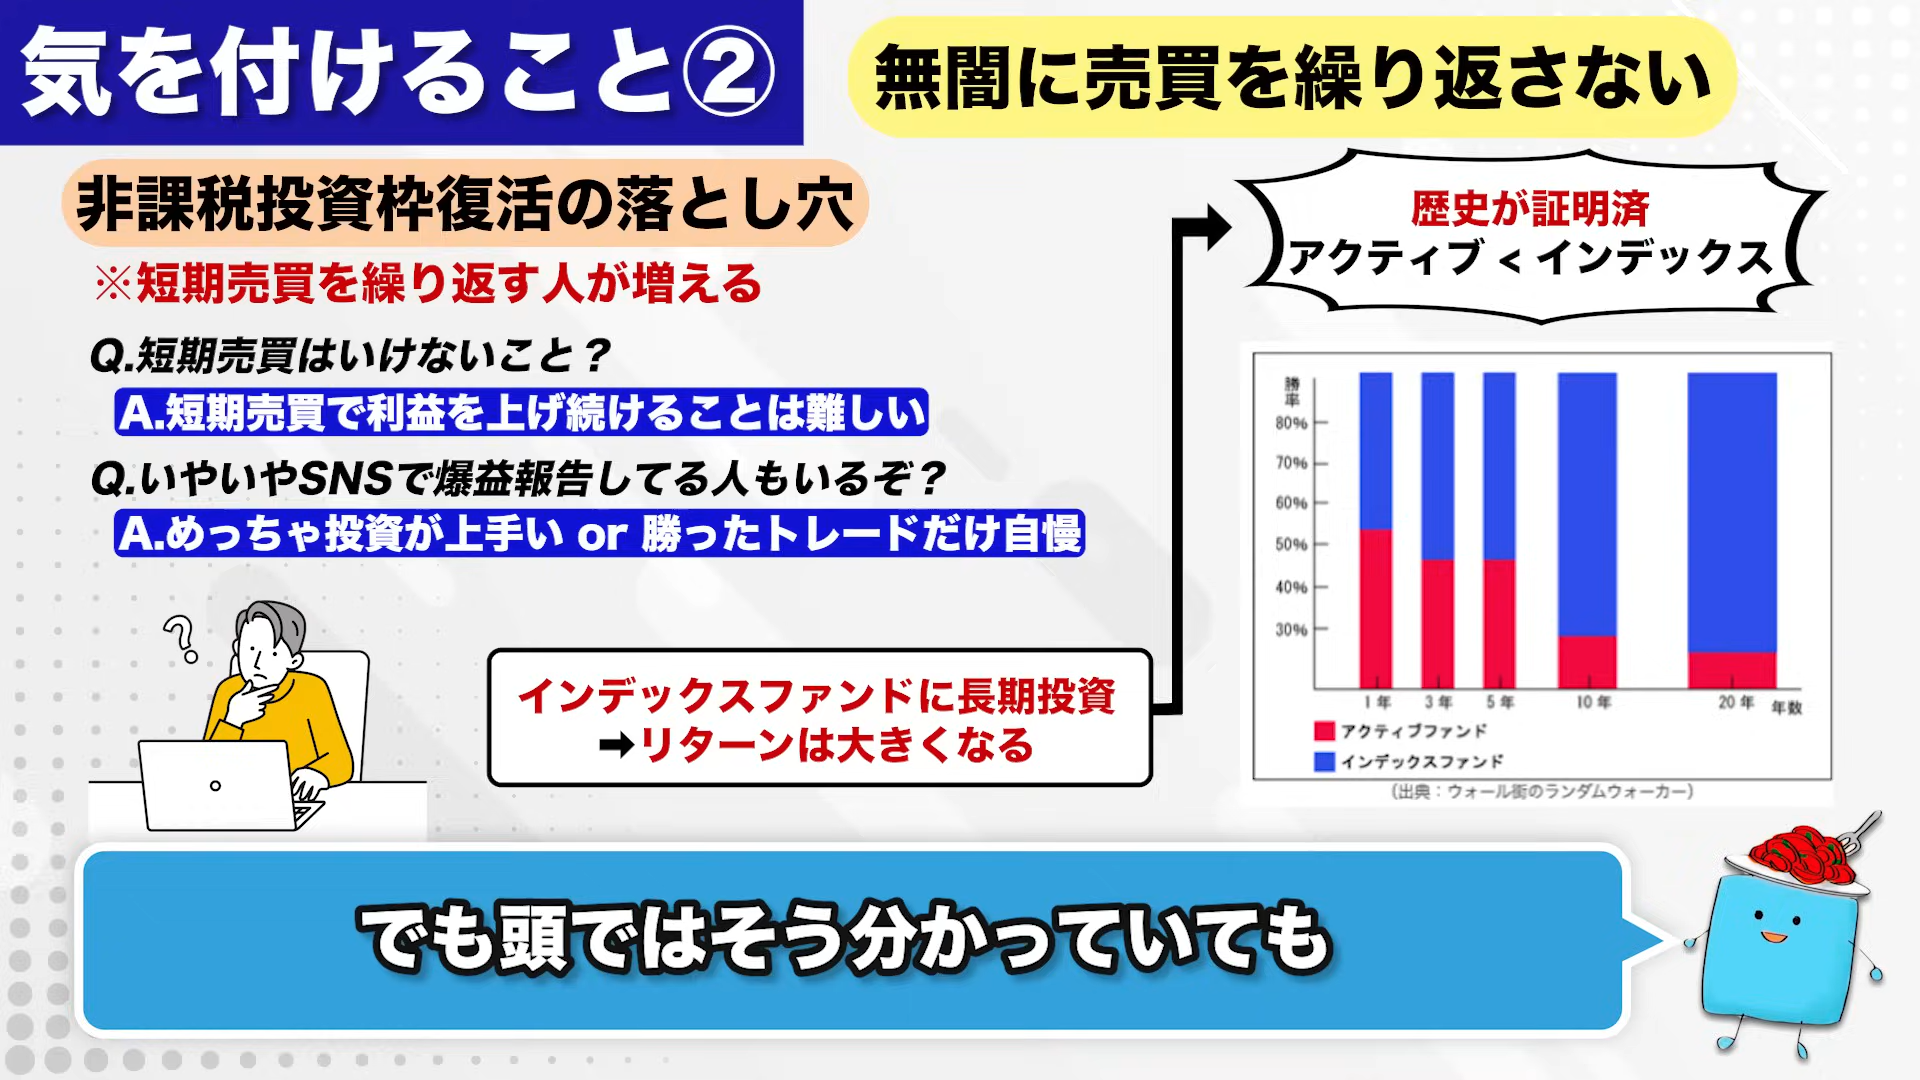 気を付けること②
無闇に売買を繰り返さない
非課税投資枠復活の落とし穴
※短期売買を繰り返す人が増える
Q.短期売買はいけないこと？
A.短期売買で利益を上げ続けることは難しい
Q.いやいやSNSで爆益報告してる人もいるぞ？
A.めっちゃ投資が上手い or 勝ったトレードだけ自慢
インデックスファンドに長期投資
➡リターンは大きくなる
歴史が証明済
アクティブ < インデックス
勝率
80%
70%
60%
50%
40%
30%
1年 3年 5年 10年 20年 年数
アクティブファンド
インデックスファンド
（出典：ウォール街のランダムウォーカー）
でも頭ではそう分かっていても